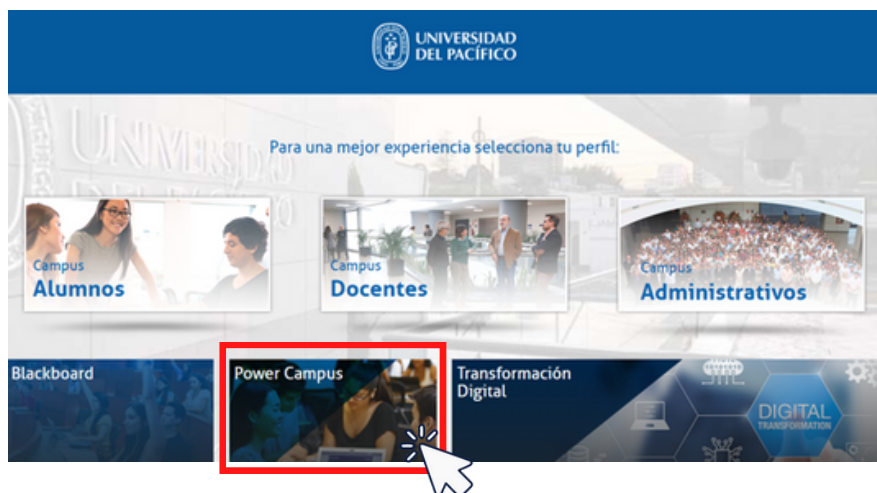 UNIVERSIDAD
DEL PACÍFICO
Para una mejor experiencia selecciona tu perfil:
Campus
Alumnos
Campus
Docentes
Campus
Administrativos
Blackboard
Power Campus
Transformación
Digital
DIGITAL
TRANSFORMATION